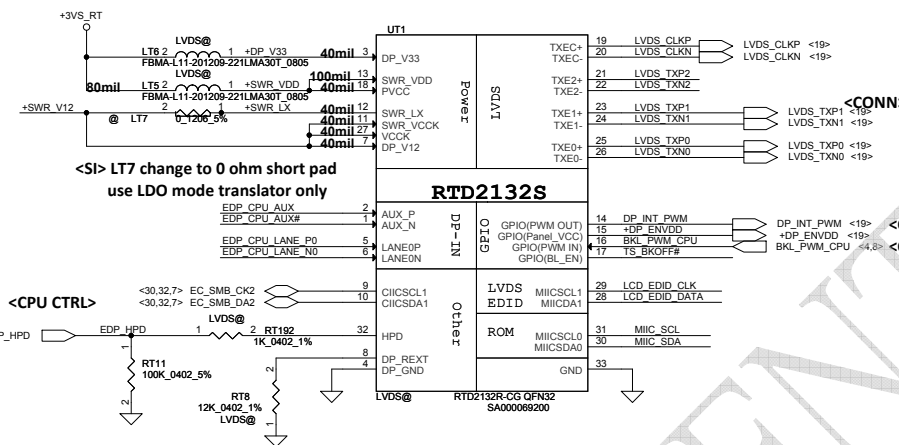 +3VS_RT
UT1
LVDS@
LT6 2 1 +DP_V33 40mil 3 DP_V33
FBMA-L11-201209-221LMA30T_0805
LVDS@
80mil LT5 2 1 +SWR_VDD 100mil 13 SWR_VDD
40mil 18 PVCC
FBMA-L11-201209-221LMA30T_0805
+SWR_V12 2 1 +SWR_LX 40mil 12 SWR_LX
@ LT7 0_1206_5% 40mil 11 SWR_VCCK
27 VCCK
40mil 7 DP_V12
Power
LVDS
TXEC+ 19 LVDS_CLKP LVDS_CLKP <19>
TXEC- 20 LVDS_CLKN LVDS_CLKN <19>
TXE2+ 21 LVDS_TXP2
TXE2- 22 LVDS_TXN2
TXE1+ 23 LVDS_TXP1 LVDS_TXP1 <19>
TXE1- 24 LVDS_TXN1 LVDS_TXN1 <19>
TXE0+ 25 LVDS_TXP0 LVDS_TXP0 <19>
TXE0- 26 LVDS_TXN0 LVDS_TXN0 <19>
<SI> LT7 change to 0 ohm short pad
use LDO mode translator only
RTD2132S
EDP_CPU_AUX 2 AUX_P
EDP_CPU_AUX# 1 AUX_N
EDP_CPU_LANE_P0 5 LANE0P
EDP_CPU_LANE_N0 6 LANE0N
DP-IN
GPIO
GPIO(PWM OUT) 14 DP_INT_PWM DP_INT_PWM <19>
GPIO(Panel_VCC) 15 +DP_ENVDD +DP_ENVDD <19>
GPIO(PWM IN) 16 BKL_PWM_CPU BKL_PWM_CPU <4,8>
GPIO(BL_EN) 17 TS_BKOFF#
<30,32,7> EC_SMB_CK2 9 CIICSCL1
<30,32,7> EC_SMB_DA2 10 CIICSDA1
Other
LVDS
EDID
MIICSCL1 29 LCD_EDID_CLK
MIICDA1 28 LCD_EDID_DATA
<CPU CTRL>
LVDS@
EDP_HPD 1 2 RT192 32 HPD
1K_0402_1%
ROM
MIICSCL0 31 MIIC_SCL
MIICSDA0 30 MIIC_SDA
1
RT11
100K_0402_5%
2
8 DP_REXT
4 DP_GND
GND 33
2
RT8
12K_0402_1%
LVDS@
1
LVDS@
RTD2132R-CG QFN32
SA000069200